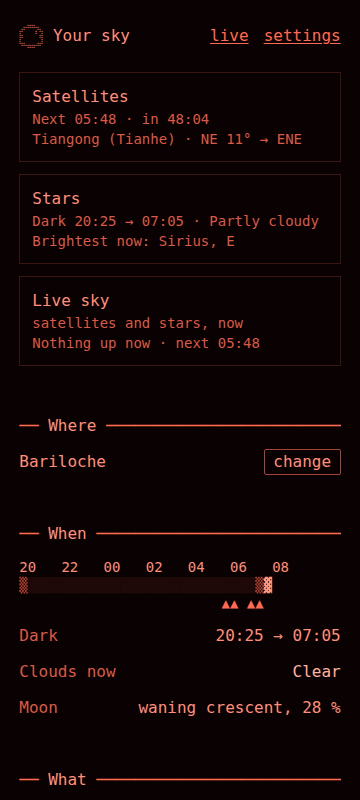 Your sky live settings
Satellites
Next 05:48 · in 48:04
Tiangong (Tianhe) · NE 11° → ENE
Stars
Dark 20:25 → 07:05 · Partly cloudy
Brightest now: Sirius, E
Live sky
satellites and stars, now
Nothing up now · next 05:48
Where
Bariloche change
When
20 22 00 02 04 06 08
Dark 20:25 → 07:05
Clouds now Clear
Moon waning crescent, 28 %
What